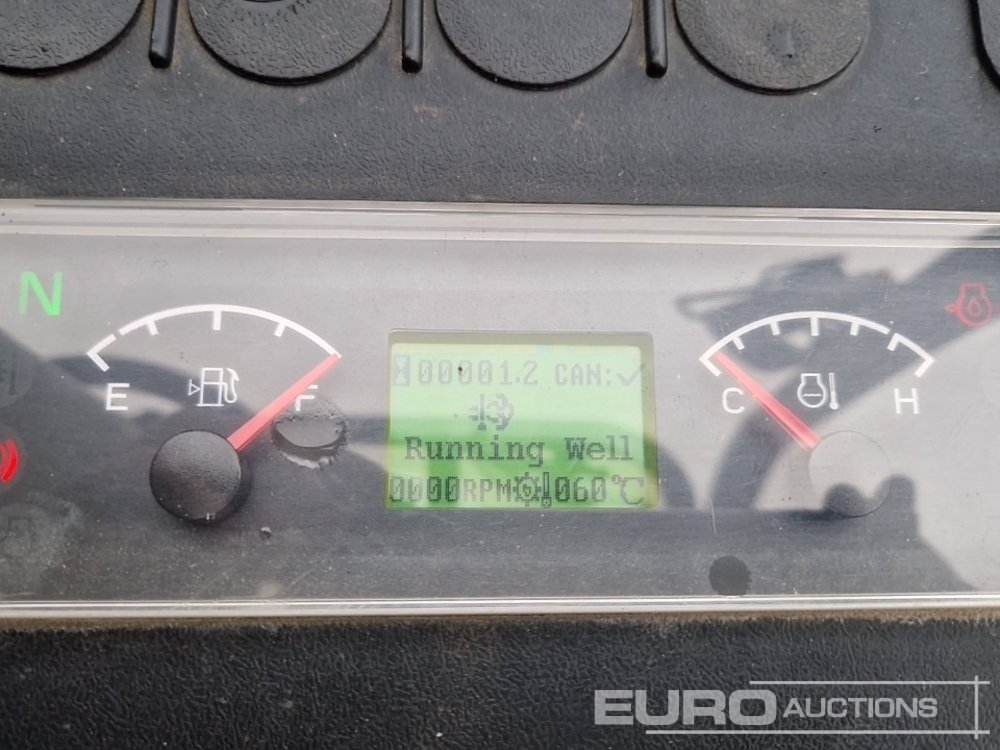 N
E F
00001.2 CAN:✓
Running Well
0000RPM 060℃
C H
EURO AUCTIONS